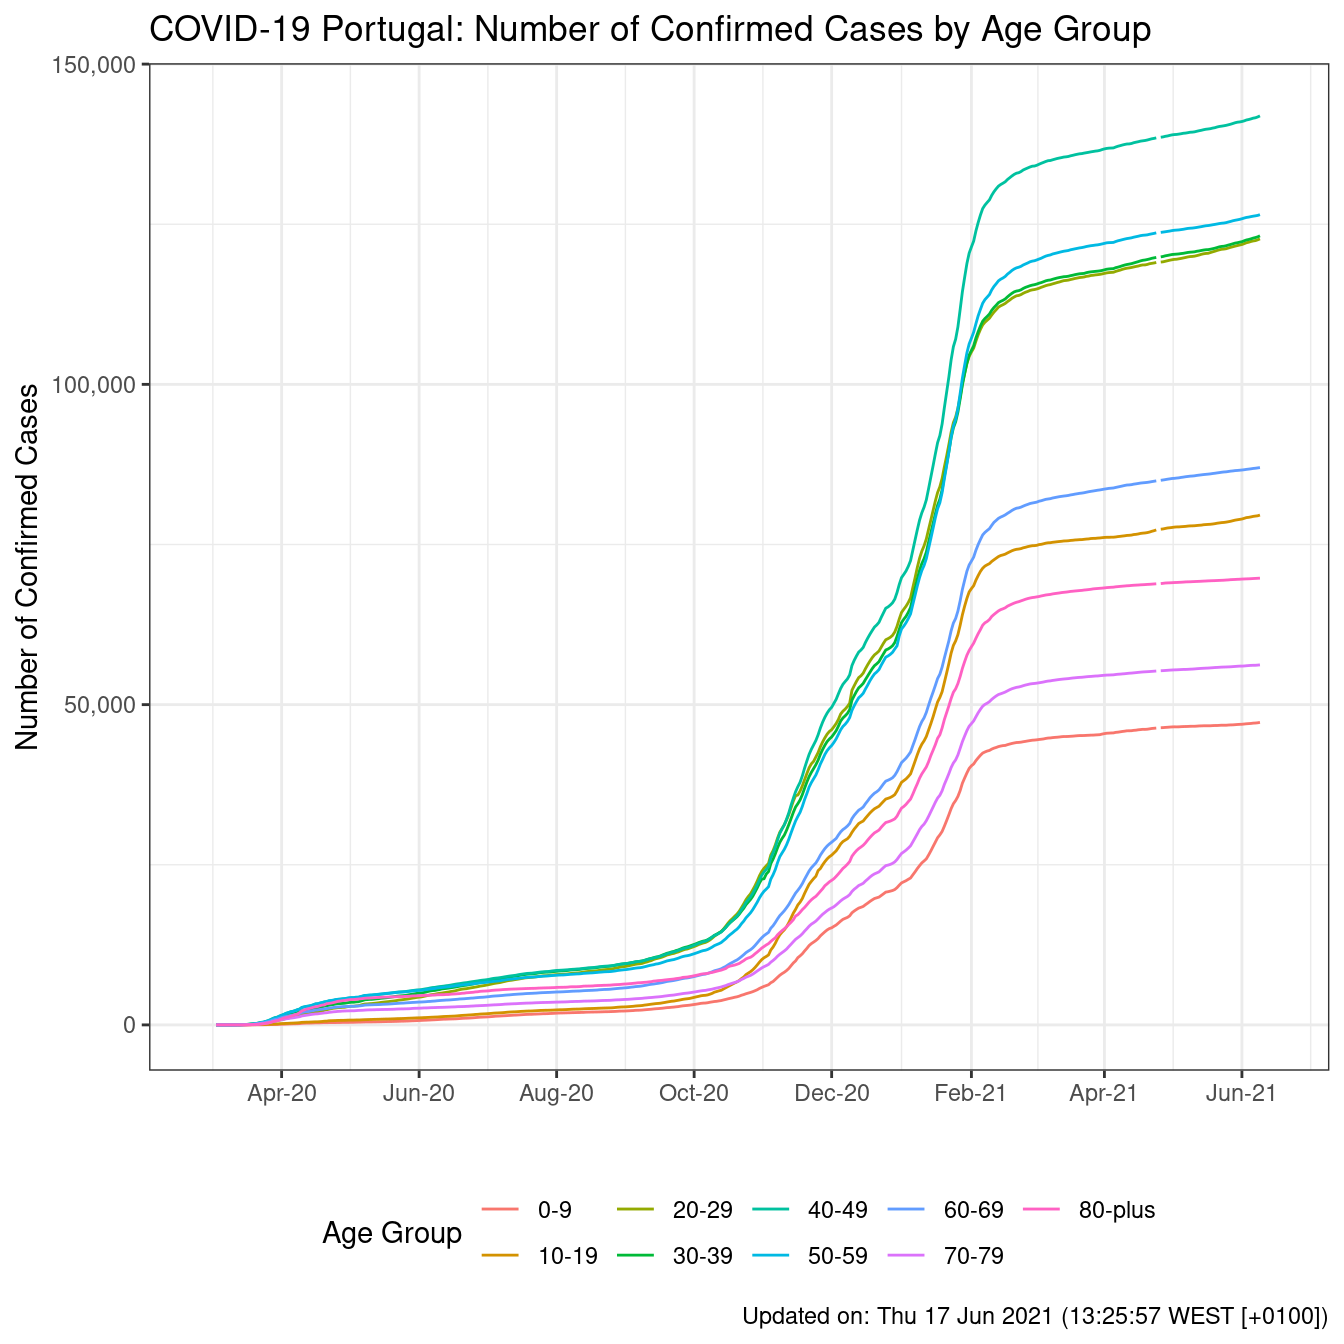 COVID-19 Portugal: Number of Confirmed Cases by Age Group
Number of Confirmed Cases
150,000
100,000
50,000
0
Apr-20 Jun-20 Aug-20 Oct-20 Dec-20 Feb-21 Apr-21 Jun-21
Age Group
0-9 20-29 40-49 60-69 80-plus
10-19 30-39 50-59 70-79
Updated on: Thu 17 Jun 2021 (13:25:57 WEST [+0100])